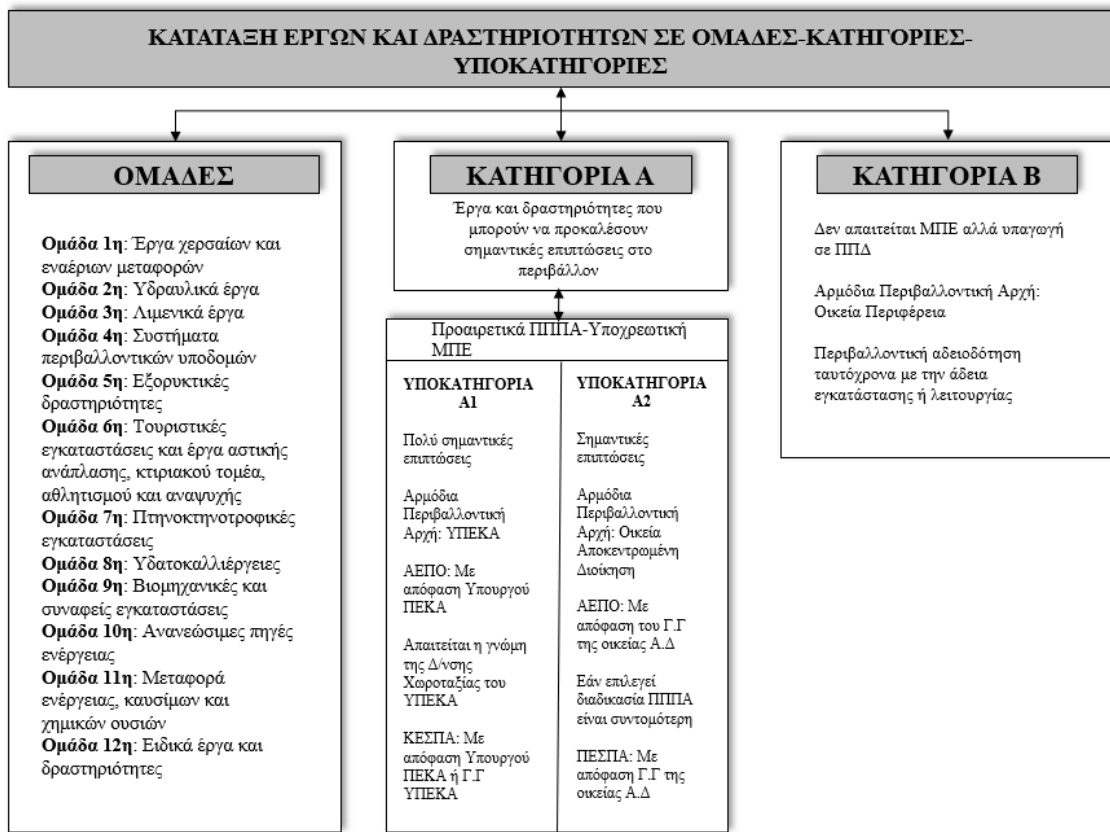 ΚΑΤΑΤΑΞΗ ΕΡΓΩΝ ΚΑΙ ΔΡΑΣΤΗΡΙΟΤΗΤΩΝ ΣΕ ΟΜΑΔΕΣ-ΚΑΤΗΓΟΡΙΕΣ-
ΥΠΟΚΑΤΗΓΟΡΙΕΣ
ΟΜΑΔΕΣ
Ομάδα 1η: Έργα χερσαίων και
εναέριων μεταφορών
Ομάδα 2η: Υδραυλικά έργα
Ομάδα 3η: Λιμενικά έργα
Ομάδα 4η: Συστήματα
περιβαλλοντικών υποδομών
Ομάδα 5η: Εξορυκτικές
δραστηριότητες
Ομάδα 6η: Τουριστικές
εγκαταστάσεις και έργα αστικής
ανάπλασης, κτιριακού τομέα,
αθλητισμού και αναψυχής
Ομάδα 7η: Πτηνοκτηνοτροφικές
εγκαταστάσεις
Ομάδα 8η: Υδατοκαλλιέργειες
Ομάδα 9η: Βιομηχανικές και
συναφείς εγκαταστάσεις
Ομάδα 10η: Ανανεώσιμες πηγές
ενέργειας
Ομάδα 11η: Μεταφορά
ενέργειας, καυσίμων και
χημικών ουσιών
Ομάδα 12η: Ειδικά έργα και
δραστηριότητες
ΚΑΤΗΓΟΡΙΑ Α
Έργα και δραστηριότητες που
μπορούν να προκαλέσουν
σημαντικές επιπτώσεις στο
περιβάλλον
Προαιρετικά ΠΠΠΑ-Υποχρεωτική
ΜΠΕ
ΥΠΟΚΑΤΗΓΟΡΙΑ
Α1
Πολύ σημαντικές
επιπτώσεις
Αρμόδια
Περιβαλλοντική
Αρχή: ΥΠΕΚΑ
ΑΕΠΟ: Με
απόφαση Υπουργού
ΠΕΚΑ
Απαιτείται η γνώμη
της Δ/νσης
Χωροταξίας του
ΥΠΕΚΑ
ΚΕΣΠΑ: Με
απόφαση Υπουργού
ΠΕΚΑ ή Γ.Γ
ΥΠΕΚΑ
ΥΠΟΚΑΤΗΓΟΡΙΑ
Α2
Σημαντικές
επιπτώσεις
Αρμόδια
Περιβαλλοντική
Αρχή: Οικεία
Αποκεντρωμένη
Διοίκηση
ΑΕΠΟ: Με
απόφαση του Γ.Γ
της οικείας Α.Δ
Εάν επιλεγεί
διαδικασία ΠΠΠΑ
είναι συντομότερη
ΠΕΣΠΑ: Με
απόφαση Γ.Γ της
οικείας Α.Δ
ΚΑΤΗΓΟΡΙΑ Β
Δεν απαιτείται ΜΠΕ αλλά υπαγωγή
σε ΠΠΔ
Αρμόδια Περιβαλλοντική Αρχή:
Οικεία Περιφέρεια
Περιβαλλοντική αδειοδότηση
ταυτόχρονα με την άδεια
εγκατάστασης ή λειτουργίας